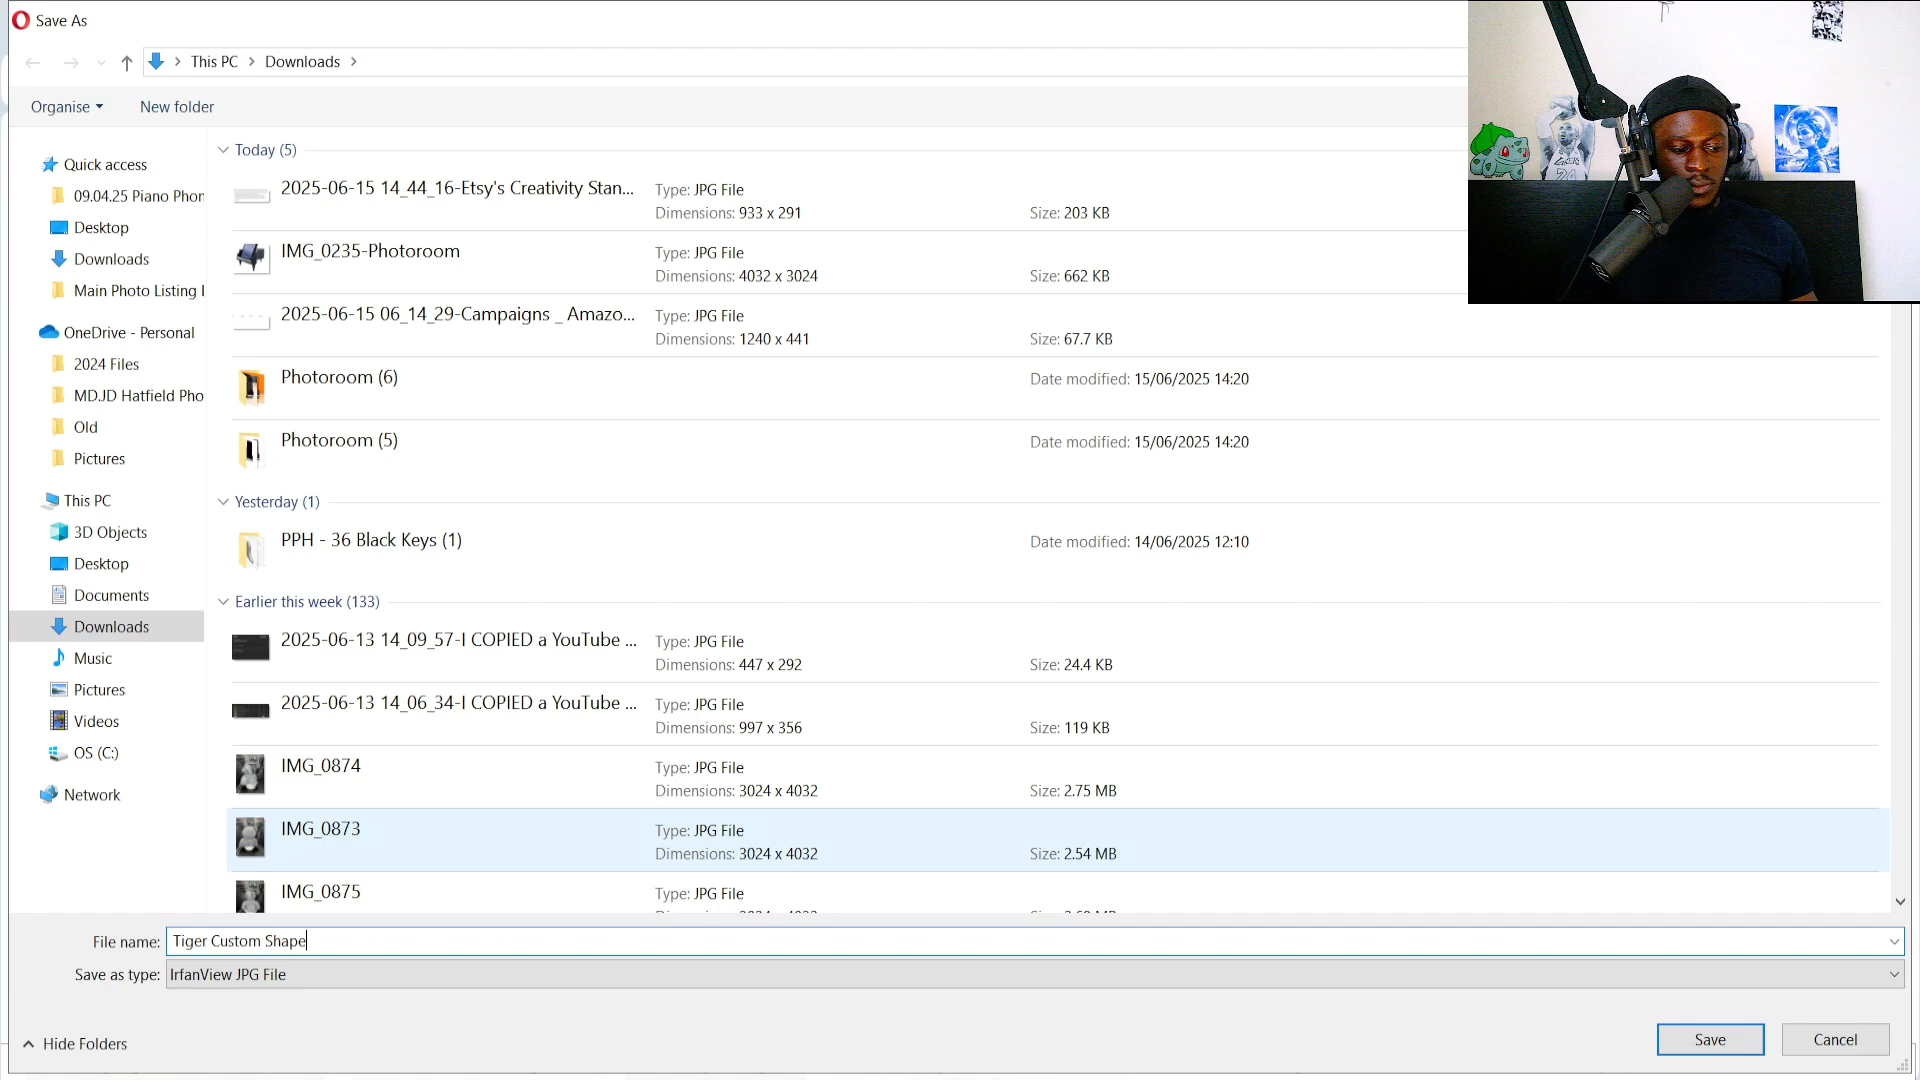 Save As
This PC > Downloads >
Organise
New folder
Quick access
09.04.25 Piano Phon
Desktop
Downloads
Main Photo Listing I
OneDrive - Personal
2024 Files
MD.JD Hatfield Pho
Old
Pictures
This PC
3D Objects
Desktop
Documents
Downloads
Music
Pictures
Videos
OS (C:)
Network
Today (5)
2025-06-15 14_44_16-Etsy's Creativity Stan...
Type: JPG File
Dimensions: 933 x 291
Size: 203 KB
IMG_0235-Photoroom
Type: JPG File
Dimensions: 4032 x 3024
Size: 662 KB
2025-06-15 06_14_29-Campaigns _ Amazo...
Type: JPG File
Dimensions: 1240 x 441
Size: 67.7 KB
Photoroom (6)
Date modified: 15/06/2025 14:20
Photoroom (5)
Date modified: 15/06/2025 14:20
Yesterday (1)
PPH - 36 Black Keys (1)
Date modified: 14/06/2025 12:10
Earlier this week (133)
2025-06-13 14_09_57-I COPIED a YouTube ...
Type: JPG File
Dimensions: 447 x 292
Size: 24.4 KB
2025-06-13 14_06_34-I COPIED a YouTube ...
Type: JPG File
Dimensions: 997 x 356
Size: 119 KB
IMG_0874
Type: JPG File
Dimensions: 3024 x 4032
Size: 2.75 MB
IMG_0873
Type: JPG File
Dimensions: 3024 x 4032
Size: 2.54 MB
IMG_0875
Type: JPG File
File name: Tiger Custom Shape
Save as type: IrfanView JPG File
Hide Folders
Save
Cancel
LAKERS
24